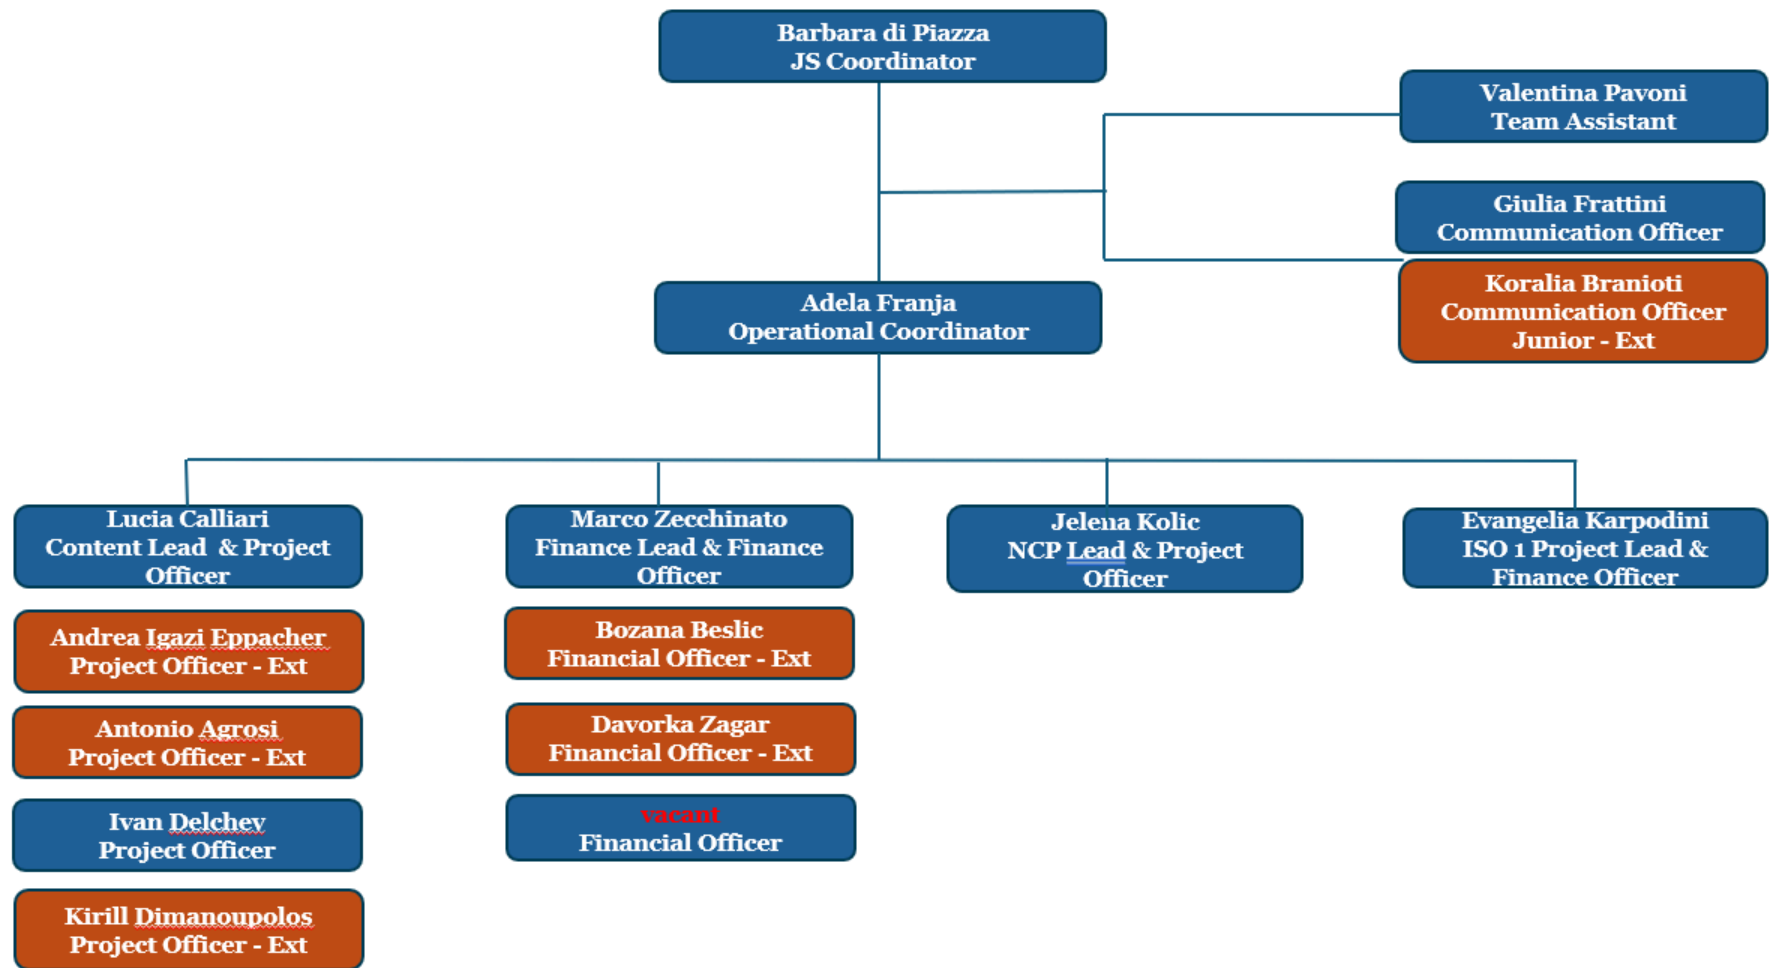 Barbara di Piazza
JS Coordinator
Valentina Pavoni
Team Assistant
Giulia Frattini
Communication Officer
Koralia Branioti
Communication Officer
Junior - Ext
Adela Franja
Operational Coordinator
Lucia Calliari
Content Lead & Project
Officer
Andrea Igazi Eppacher
Project Officer - Ext
Antonio Agrosi
Project Officer - Ext
Ivan Delchev
Project Officer
Kirill Dimanoupolos
Project Officer - Ext
Marco Zecchinato
Finance Lead & Finance
Officer
Bozana Beslic
Financial Officer - Ext
Davorka Zagar
Financial Officer - Ext
vacant
Financial Officer
Jelena Kolic
NCP Lead & Project
Officer
Evangelia Karpodini
ISO 1 Project Lead &
Finance Officer